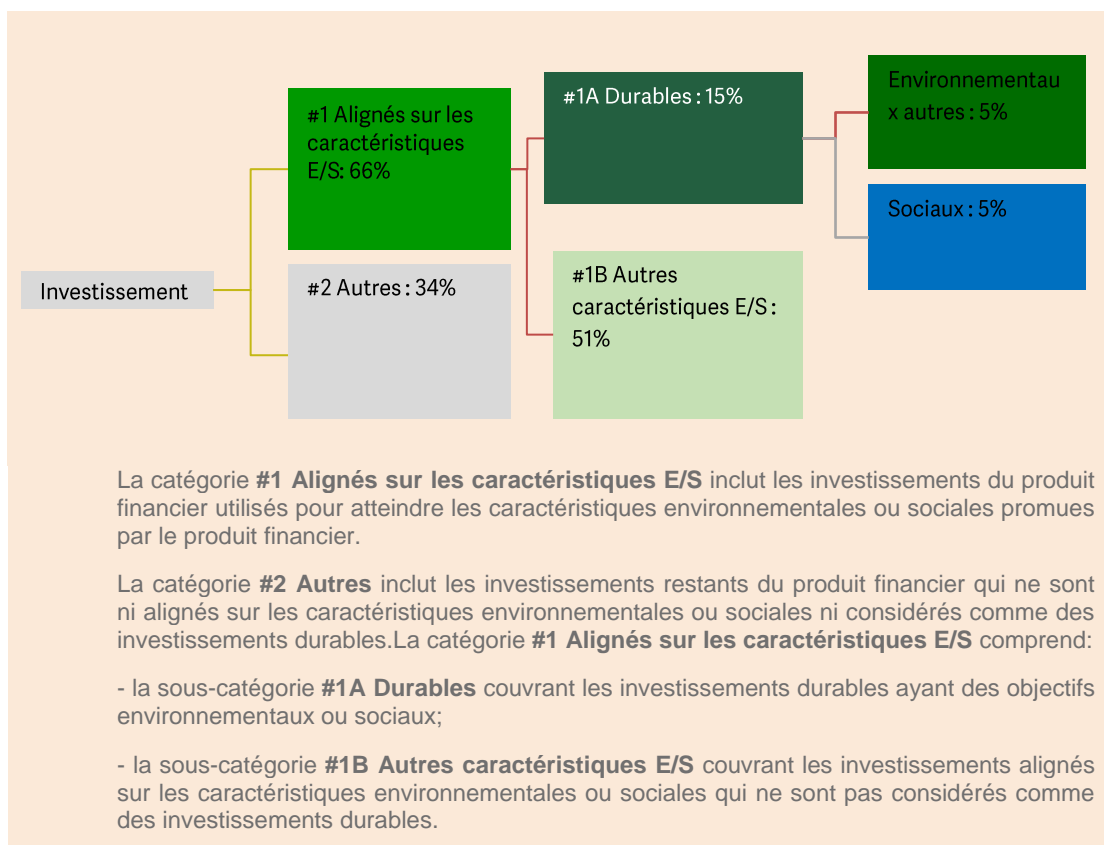 #1 Alignés sur les
caractéristiques
E/S: 66%
#1A Durables : 15%
Environnementau
x autres : 5%
Sociaux : 5%
Investissement
#2 Autres : 34%
#1B Autres
caractéristiques E/S :
51%
La catégorie #1 Alignés sur les caractéristiques E/S inclut les investissements du produit
financier utilisés pour atteindre les caractéristiques environnementales ou sociales promues
par le produit financier.
La catégorie #2 Autres inclut les investissements restants du produit financier qui ne sont
ni alignés sur les caractéristiques environnementales ou sociales ni considérés comme des
investissements durables.La catégorie #1 Alignés sur les caractéristiques E/S comprend:
- la sous-catégorie #1A Durables couvrant les investissements durables ayant des objectifs
environnementaux ou sociaux;
- la sous-catégorie #1B Autres caractéristiques E/S couvrant les investissements alignés
sur les caractéristiques environnementales ou sociales qui ne sont pas considérés comme
des investissements durables.